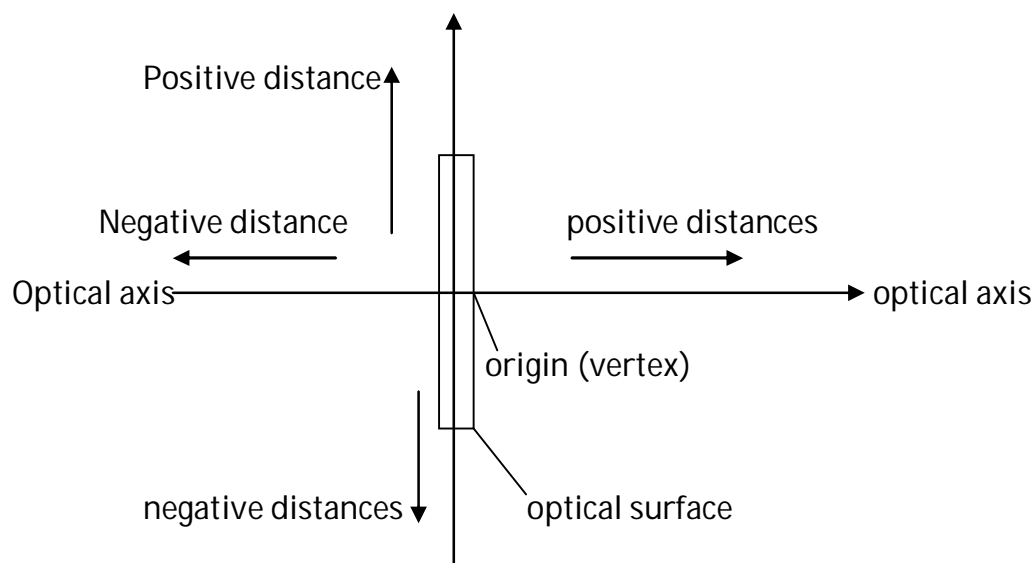 Positive distance
Negative distance
positive distances
Optical axis
optical axis
origin (vertex)
negative distances
optical surface